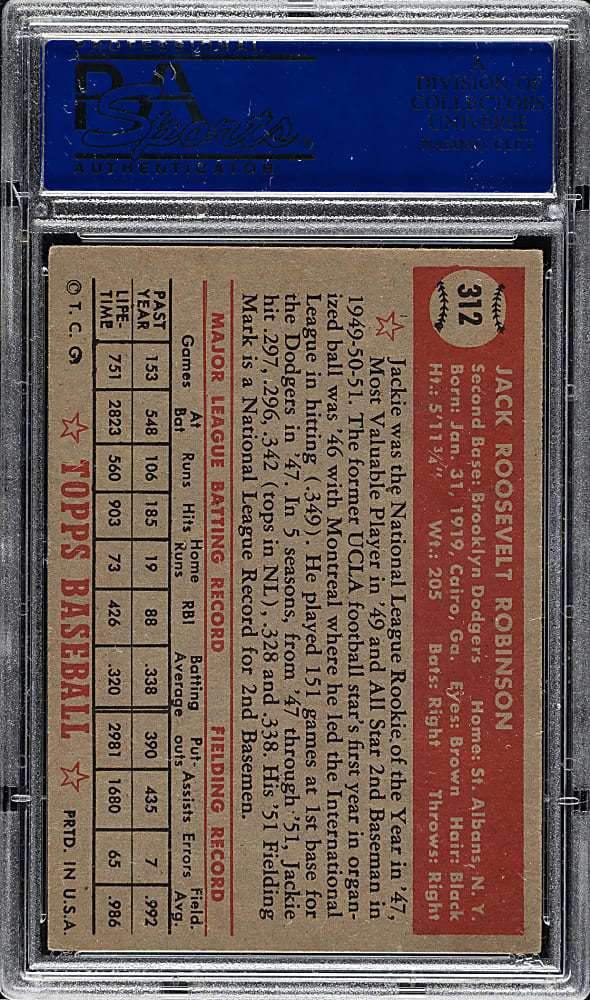 PROFESSIONAL
PSA
Sports
AUTHENTICATOR
A
DIVISION OF
COLLECTORS
UNIVERSE
NASDAQ: CLCT
312
JACK ROOSEVELT ROBINSON
Second Base: Brooklyn Dodgers Home: St. Albans, N. Y.
Born: Jan. 31, 1919, Cairo, Ga. Eyes: Brown Hair: Black
Ht.: 5'11¾" Wt.: 205 Bats: Right Throws: Right
Jackie was the National League Rookie of the Year in '47,
Most Valuable Player in '49 and All Star 2nd Baseman in
1949-50-51. The former UCLA football star's first year in organ-
ized ball was '46 with Montreal where he led the International
League in hitting (.349). He played 151 games at 1st base for
the Dodgers in '47. In 5 seasons, from '47 through '51, Jackie
hit .297, .296, .342 (tops in NL), .328 and .338. His '51 Fielding
Mark is a National League Record for 2nd Basemen.
MAJOR LEAGUE BATTING RECORD FIELDING RECORD
Games At Bat Runs Hits Home Runs RBI Batting Average Put-outs Assists Errors Field. Avg.
PAST YEAR 153 548 106 185 19 88 .338 390 435 7 .992
LIFE-TIME 751 2823 560 903 73 426 .320 2981 1680 65 .986
© T. C. G. TOPPS BASEBALL PRTD. IN U.S.A.